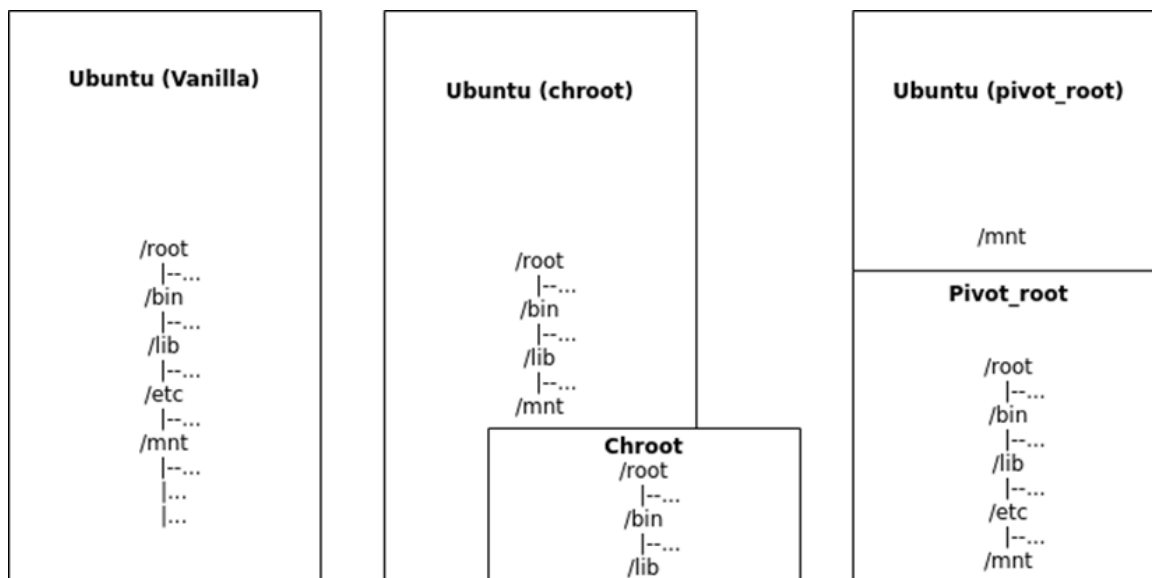 Ubuntu (Vanilla)
/root
|--...
/bin
|--...
/lib
|--...
/etc
|--...
/mnt
|--...
|...
|...
Ubuntu (chroot)
/root
|--...
/bin
|--...
/lib
|--...
/mnt
Chroot
/root
|--...
/bin
|--...
/lib
Ubuntu (pivot_root)
/mnt
Pivot_root
/root
|--...
/bin
|--...
/lib
|--...
/etc
|--...
/mnt